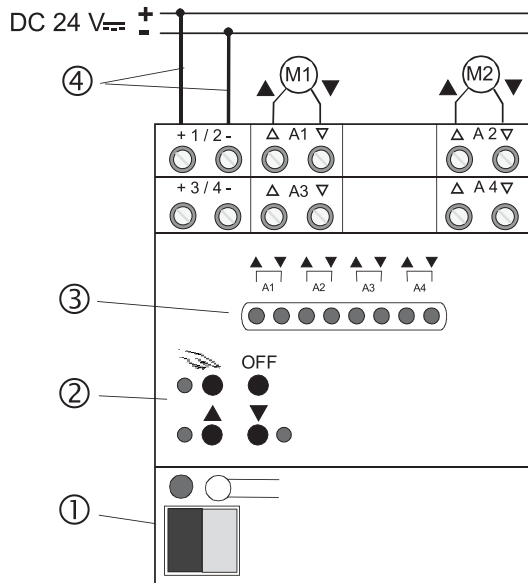 DC 24 V⎓ +
-
④
M1 M2
+ 1 / 2 - △ A1 ▽ △ A 2 ▽
+ 3 / 4 - △ A3 ▽ △ A 4 ▽
▲ ▼ ▲ ▼ ▲ ▼ ▲ ▼
A1 A2 A3 A4
③
OFF
②
▲ ▼
①